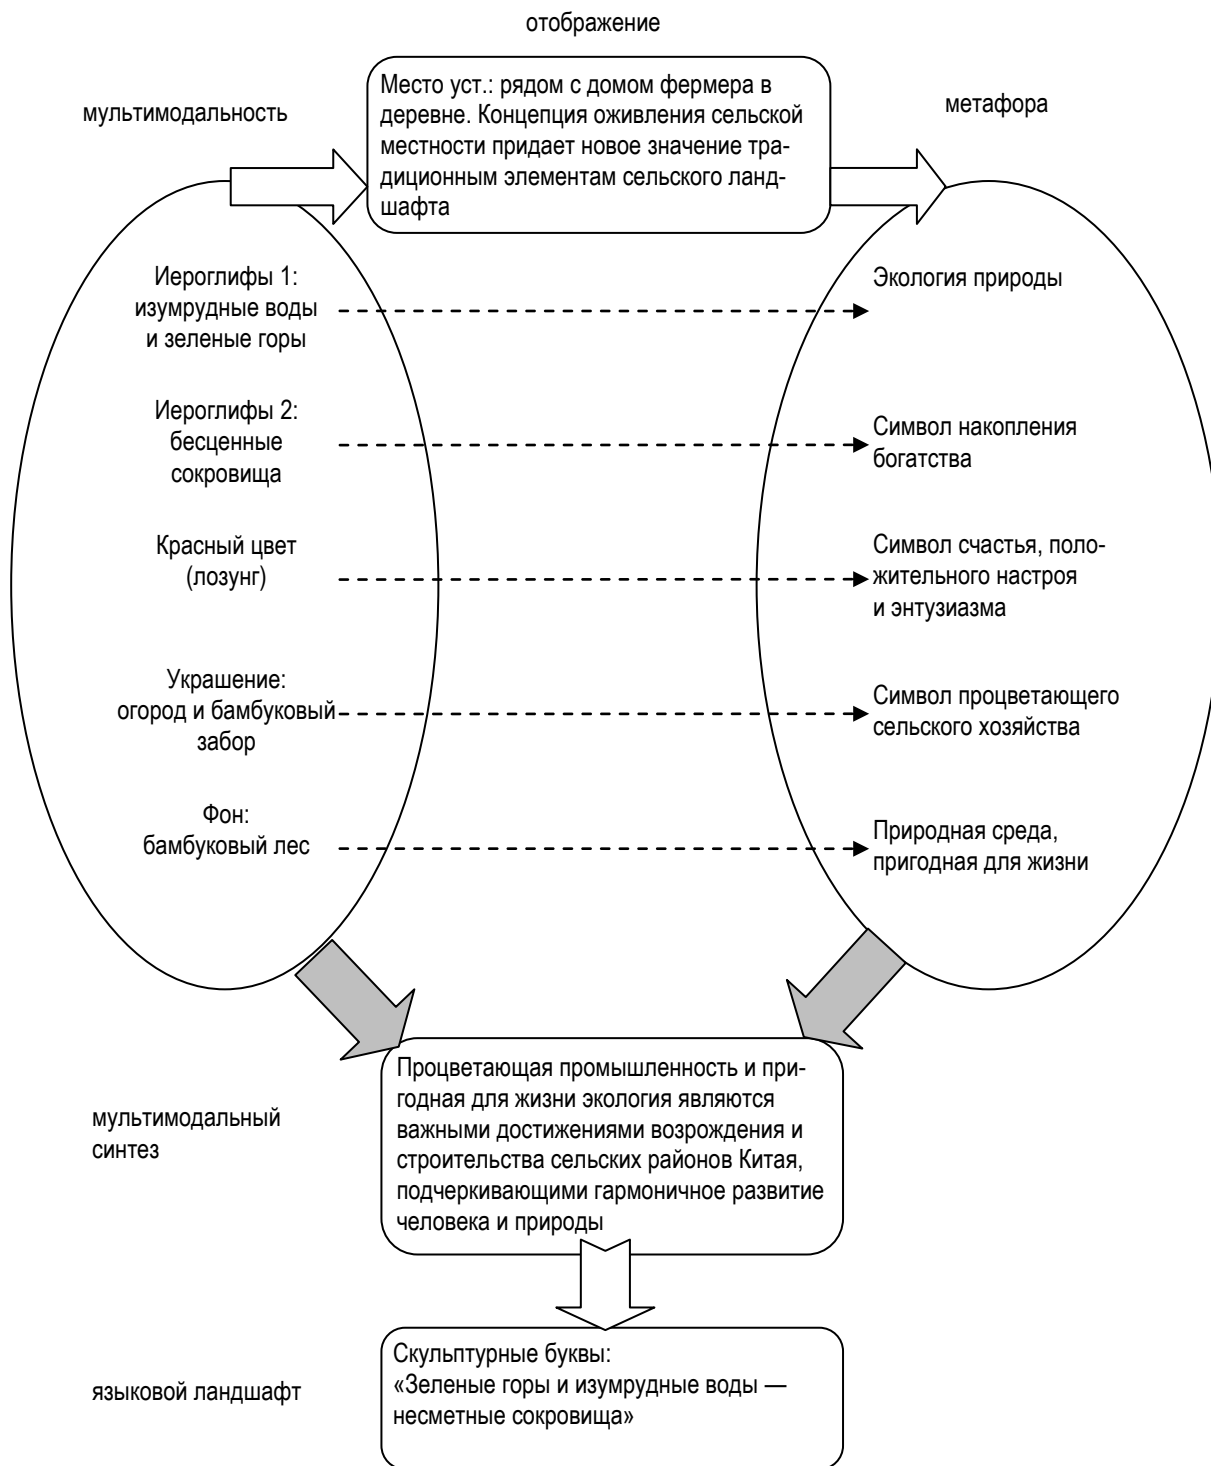 отображение
мультимодальность
Место уст.: рядом с домом фермера в
деревне. Концепция оживления сельской
местности придает новое значение тра-
диционным элементам сельского ланд-
шафта
метафора
Иероглифы 1:
изумрудные воды
и зеленые горы
Экология природы
Иероглифы 2:
бесценные
сокровища
Символ накопления
богатства
Красный цвет
(лозунг)
Символ счастья, поло-
жительного настроя
и энтузиазма
Украшение:
огород и бамбуковый
забор
Символ процветающего
сельского хозяйства
Фон:
бамбуковый лес
Природная среда,
пригодная для жизни
мультимодальный
синтез
Процветающая промышленность и при-
годная для жизни экология являются
важными достижениями возрождения и
строительства сельских районов Китая,
подчеркивающими гармоничное развитие
человека и природы
языковой ландшафт
Скульптурные буквы:
«Зеленые горы и изумрудные воды —
несметные сокровища»